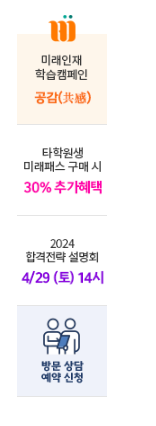 미래인재
학습캠페인
공감(共感)
타학원생
미래패스 구매 시
30% 추가혜택
2024
합격전략 설명회
4/29 (토) 14시
방문 상담
예약 신청